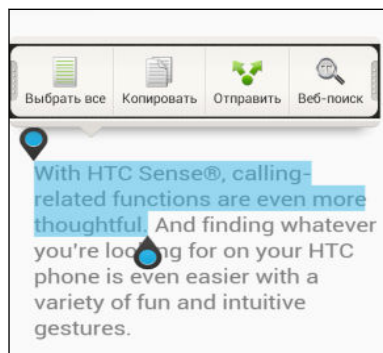 Выбрать все Копировать Отправить Веб-поиск
With HTC Sense®, calling-
related functions are even more
thoughtful. And finding whatever
you're looking for on your HTC
phone is even easier with a
variety of fun and intuitive
gestures.